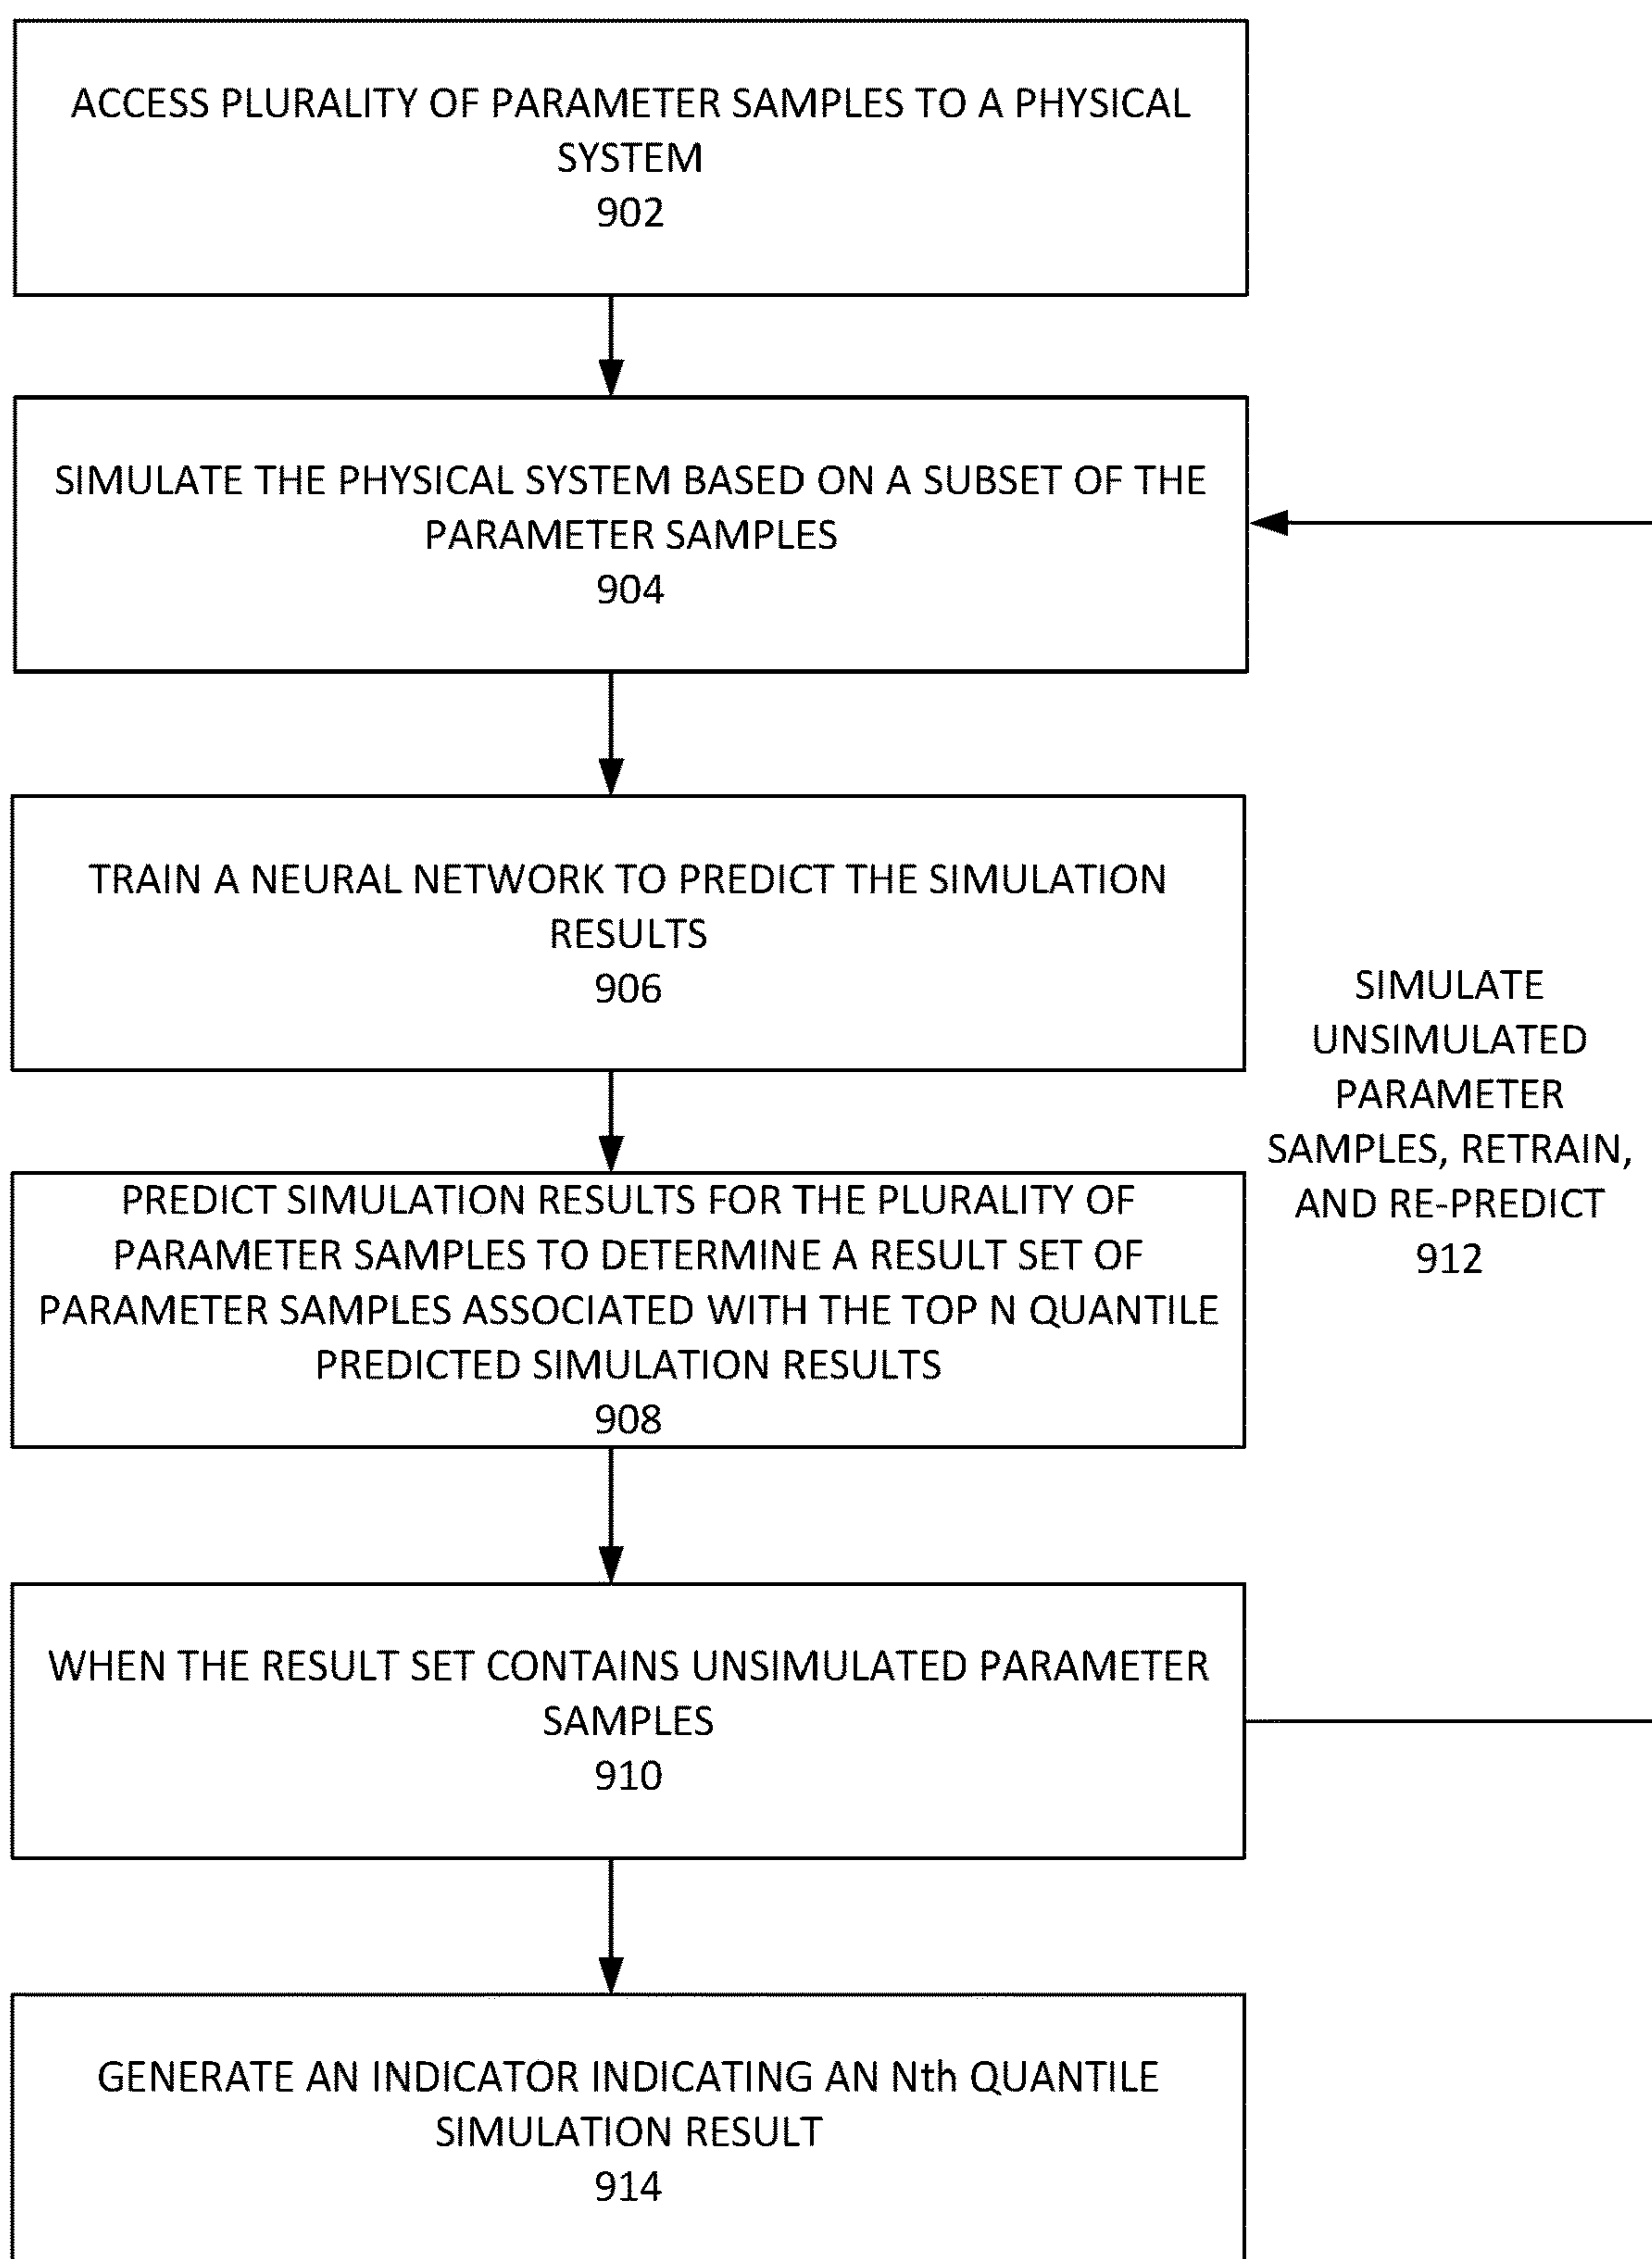 ACCESS PLURALITY OF PARAMETER SAMPLES TO A PHYSICAL
SYSTEM
902
SIMULATE THE PHYSICAL SYSTEM BASED ON A SUBSET OF THE
PARAMETER SAMPLES
904
TRAIN A NEURAL NETWORK TO PREDICT THE SIMULATION
RESULTS
906
SIMULATE
UNSIMULATED
PARAMETER
SAMPLES, RETRAIN,
AND RE-PREDICT
912
PREDICT SIMULATION RESULTS FOR THE PLURALITY OF
PARAMETER SAMPLES TO DETERMINE A RESULT SET OF
PARAMETER SAMPLES ASSOCIATED WITH THE TOP N QUANTILE
PREDICTED SIMULATION RESULTS
908
WHEN THE RESULT SET CONTAINS UNSIMULATED PARAMETER
SAMPLES
910
GENERATE AN INDICATOR INDICATING AN Nth QUANTILE
SIMULATION RESULT
914